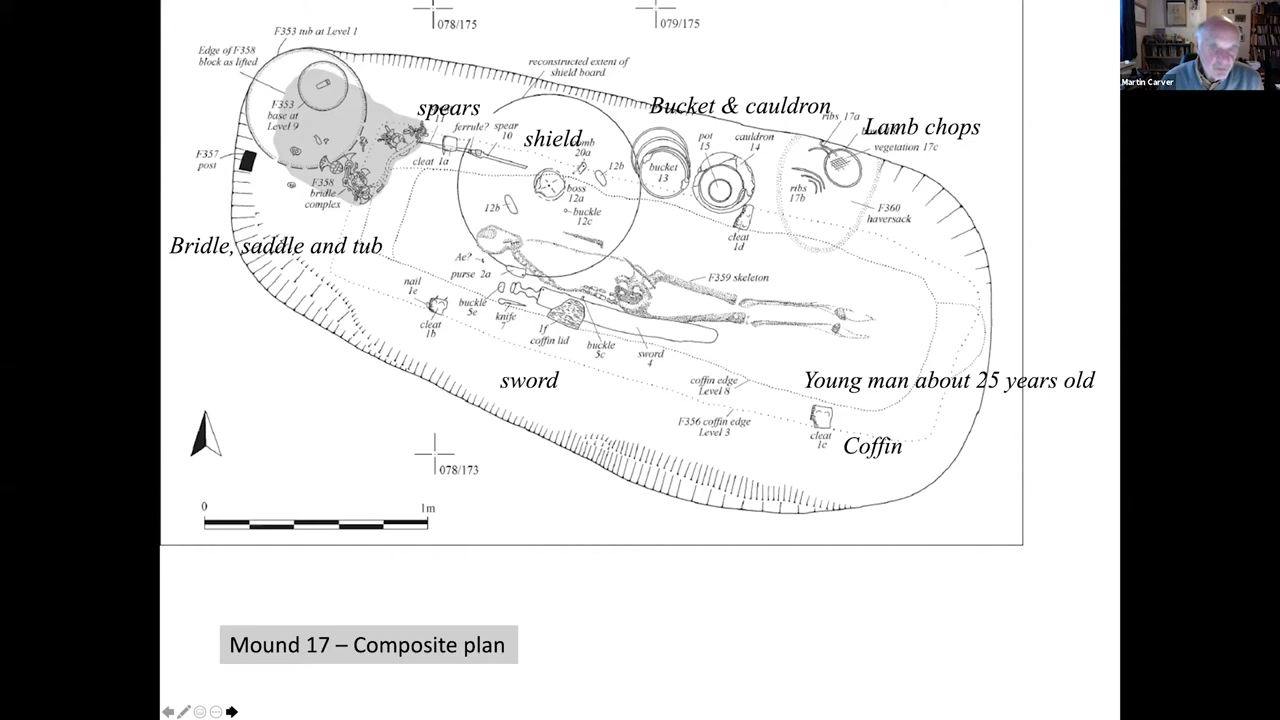 078/175
079/175
F353 tub at Level 1
Edge of F358
block as lifted
reconstructed extent of
shield board
F353
base at
Level 9
spears
11
ferrule?
spear
10
cleat 1a
shield
20a
12b
Bucket & cauldron
pot
15
cauldron
14
bucket
13
ribs 17a
Lamb chops
vegetation 17c
ribs
17b
F360
haversack
F357
post
F358
bridle
complex
boss
12a
12b
buckle
12c
cleat
1d
Bridle, saddle and tub
Ae?
purse 2a
F359 skeleton
nail
1e
buckle
5e
knife
7
cleat
1b
1f
coffin lid
buckle
5c
sword
4
sword
coffin edge
Level 8
Young man about 25 years old
F356 coffin edge
Level 3
cleat
1c
Coffin
078/173
0
1m
Mound 17 – Composite plan
Martin Carver